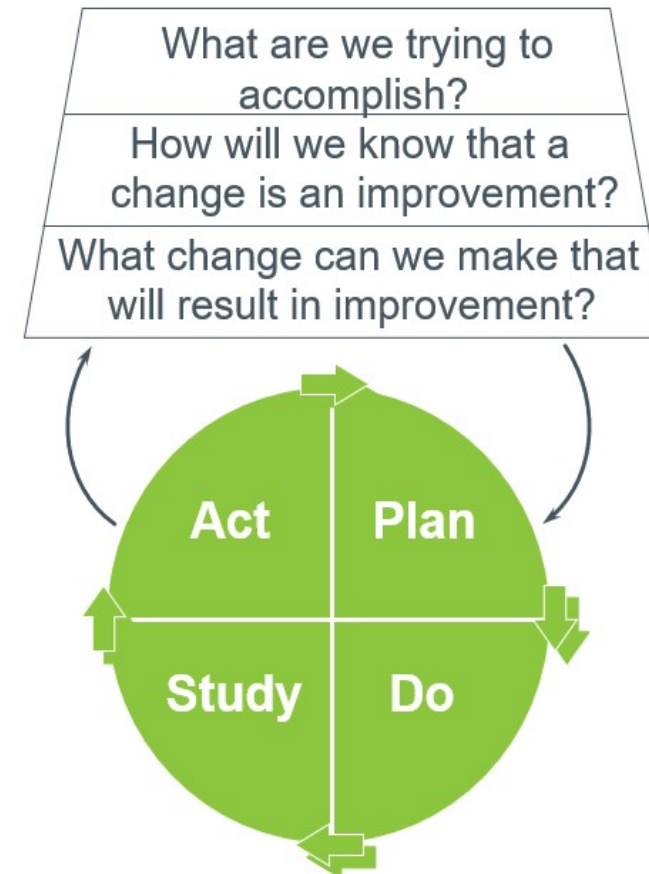 What are we trying to
accomplish?
How will we know that a
change is an improvement?
What change can we make that
will result in improvement?
Act
Plan
Study
Do